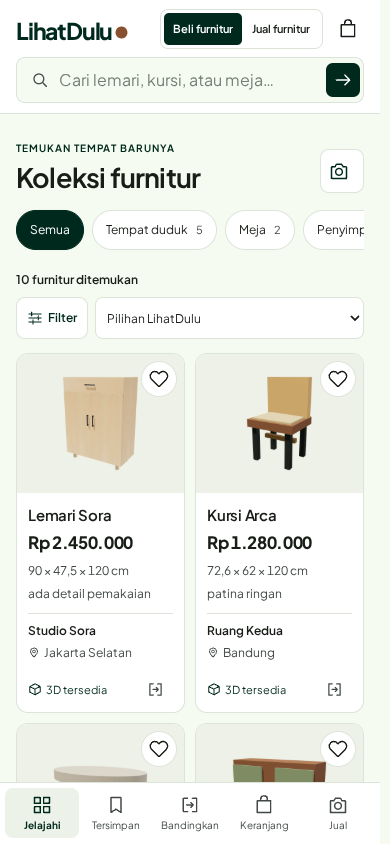 LihatDulu
Beli furnitur
Jual furnitur
Cari lemari, kursi, atau meja...
TEMUKAN TEMPAT BARUNYA
Koleksi furnitur
Semua
Tempat duduk 5
Meja 2
Penyimp
10 furnitur ditemukan
Filter
Pilihan LihatDulu
Lemari Sora
Rp 2.450.000
90 × 47,5 × 120 cm
ada detail pemakaian
Studio Sora
Jakarta Selatan
3D tersedia
Kursi Arca
Rp 1.280.000
72,6 × 62 × 120 cm
patina ringan
Ruang Kedua
Bandung
3D tersedia
Jelajahi
Tersimpan
Bandingkan
Keranjang
Jual